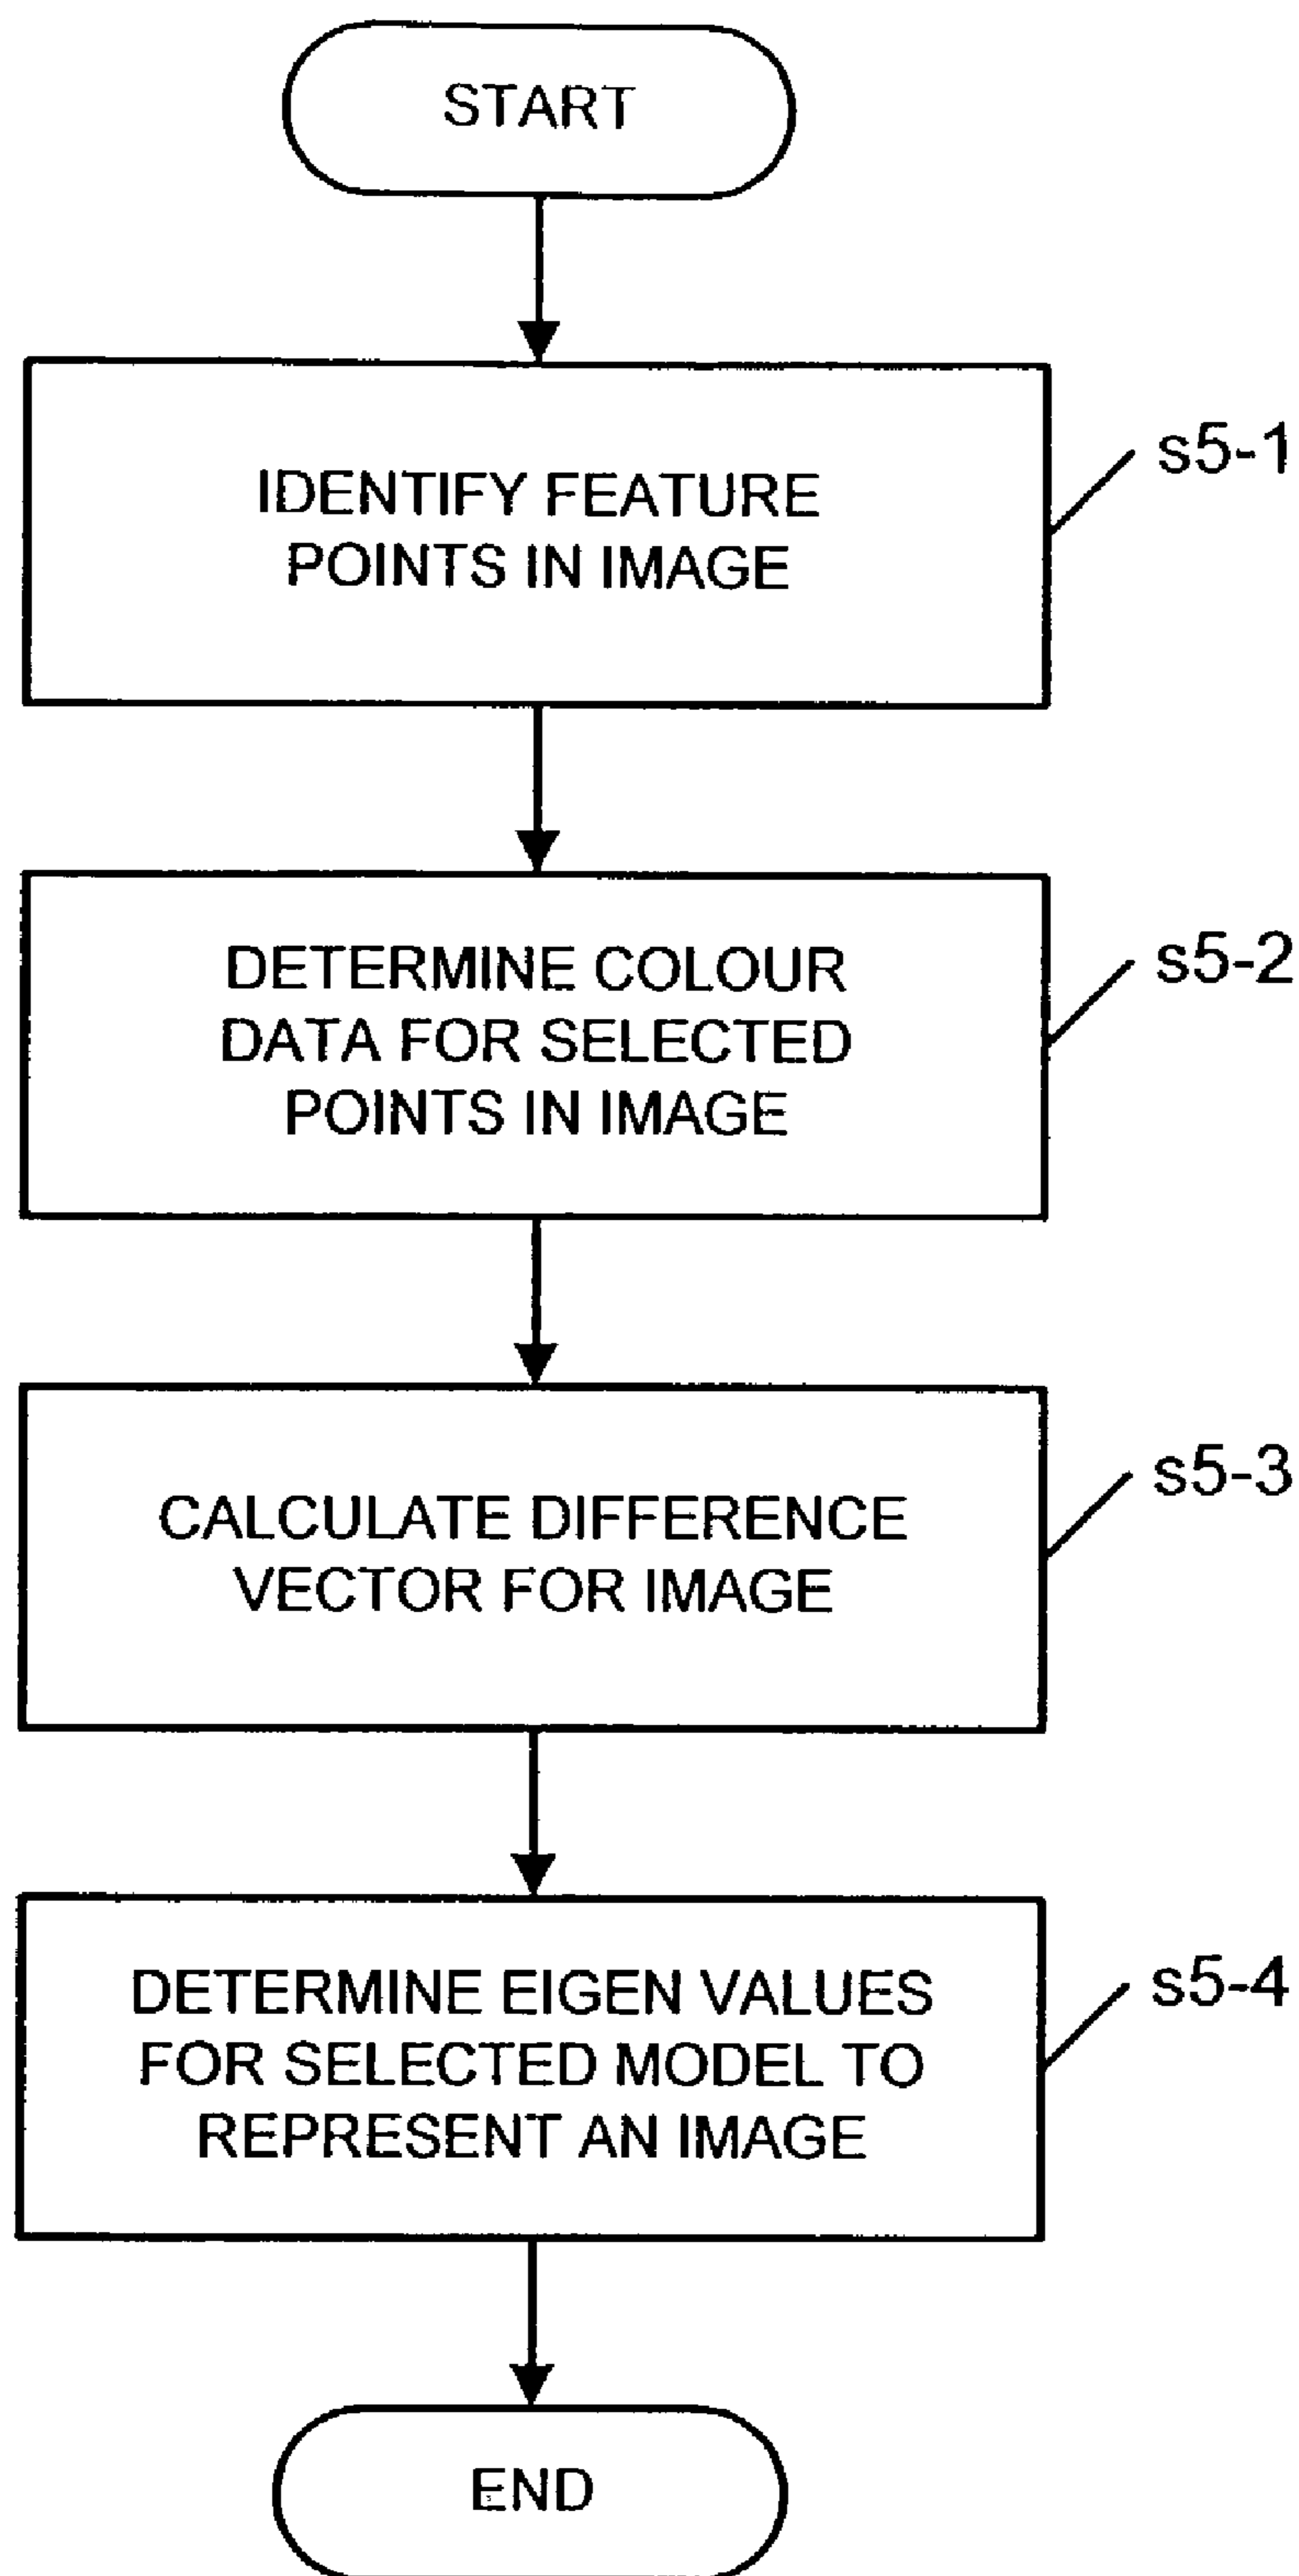 START
IDENTIFY FEATURE
POINTS IN IMAGE
s5-1
DETERMINE COLOUR
DATA FOR SELECTED
POINTS IN IMAGE
s5-2
CALCULATE DIFFERENCE
VECTOR FOR IMAGE
s5-3
DETERMINE EIGEN VALUES
FOR SELECTED MODEL TO
REPRESENT AN IMAGE
s5-4
END